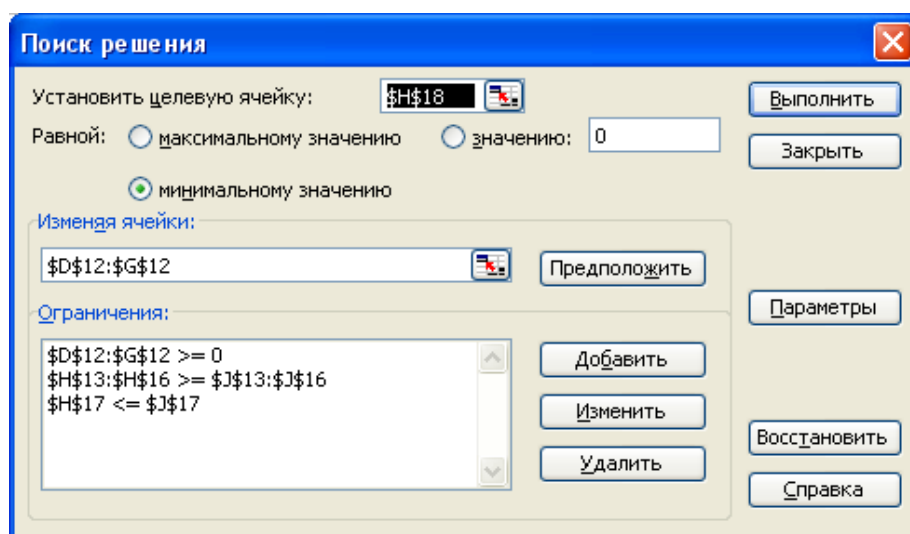 Поиск решения
Установить целевую ячейку: $H$18
Выполнить
Равной: максимальному значению значению: 0
Закрыть
минимальному значению
Изменяя ячейки:
$D$12:$G$12
Предположить
Ограничения:
Параметры
$D$12:$G$12 >= 0
Добавить
$H$13:$H$16 >= $J$13:$J$16
$H$17 <= $J$17
Изменить
Восстановить
Удалить
Справка